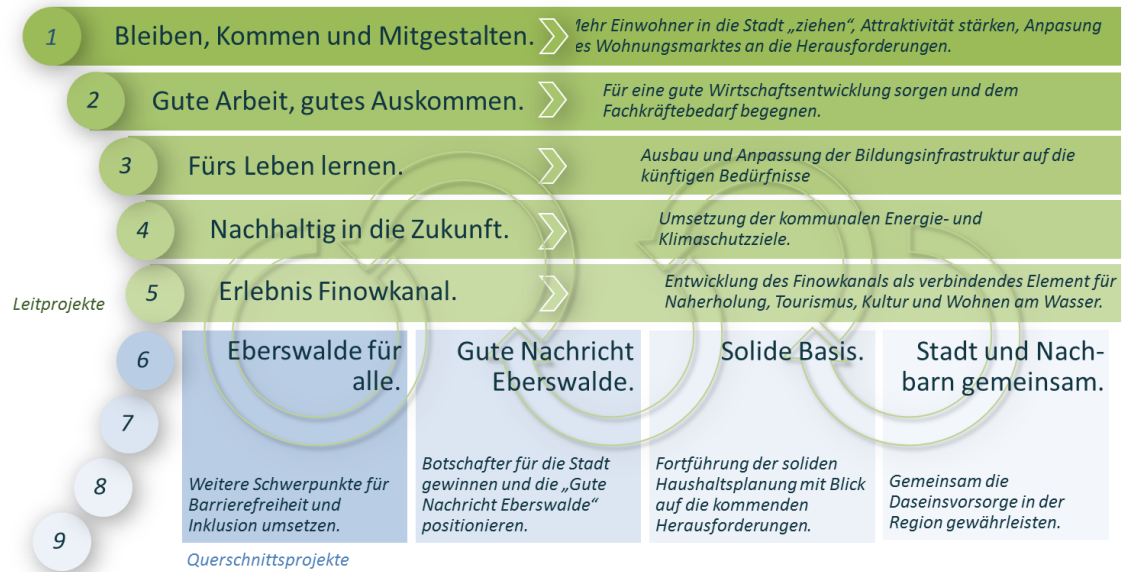 1
Bleiben, Kommen und Mitgestalten.
ehr Einwohner in die Stadt „ziehen“, Attraktivität stärken, Anpasung
es Wohnungsmarktes an die Herausforderungen.
2
Gute Arbeit, gutes Auskommen.
Für eine gute Wirtschaftsentwicklung sorgen und dem
Fachkräftebedarf begegnen.
3
Fürs Leben lernen.
Ausbau und Anpassung der Bildungsinfrastruktur auf die
künftigen Bedürfnisse
4
Nachhaltig in die Zukunft.
Umsetzung der kommunalen Energie- und
Klimaschutzziele.
Leitprojekte
5
Erlebnis Finowkanal.
Entwicklung des Finowkanals als verbindendes Element für
Naherholung, Tourismus, Kultur und Wohnen am Wasser.
6
7
8
9
Eberswalde für
alle.
Weitere Schwerpunkte für
Barrierefreiheit und
Inklusion umsetzen.
Gute Nachricht
Eberswalde.
Botschafter für die Stadt
gewinnen und die „Gute
Nachricht Eberswalde“
positionieren.
Solide Basis.
Fortführung der soliden
Haushaltsplanung mit Blick
auf die kommenden
Herausforderungen.
Stadt und Nach-
barn gemeinsam.
Gemeinsam die
Daseinsvorsorge in der
Region gewährleisten.
Querschnittsprojekte